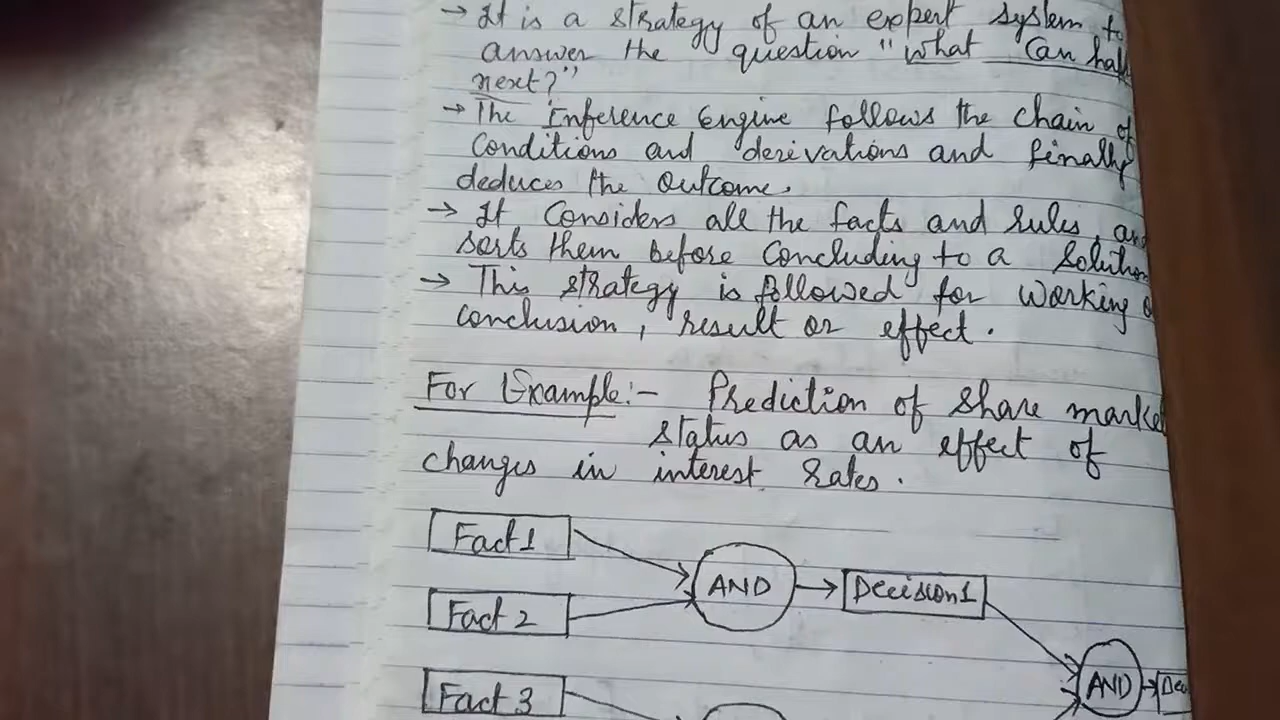 → It is a strategy of an expert system to
answer the question "what can
next?"
→ The Inference Engine follows the chain of
conditions and derivations and finally
deduces the outcome.
→ It considers all the facts and rules, and
sorts them before concluding to a solution
→ This strategy is followed for working
conclusion, result or effect.
For Example:- Prediction of share market
status as an effect of
changes in interest rates.
Fact 1
AND
Decision 1
Fact 2
AND
Fact 3